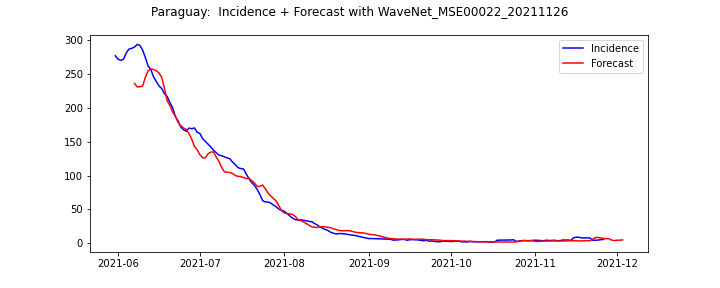 Paraguay:  Incidence + Forecast with WaveNet_MSE00022_20211126
Incidence
Forecast
300
250
200
150
100
50
0
2021-06 2021-07 2021-08 2021-09 2021-10 2021-11 2021-12